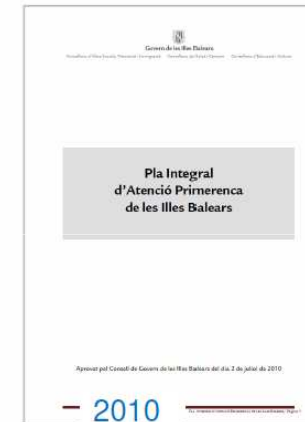 Govern de les Illes Balears
Pla Integral
d'Atenció Primerenca
de les Illes Balears
Aprovat pel Consell de Govern de les Illes Balears del dia 2 de juliol de 2010
2010